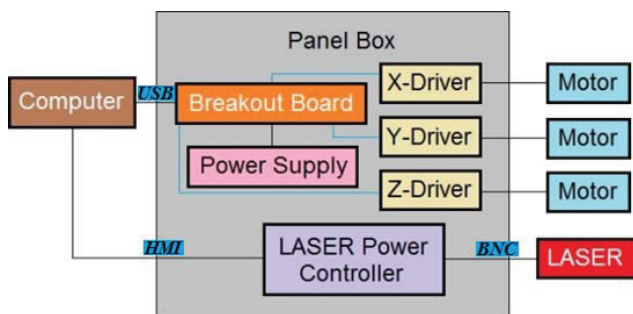 Panel Box
Computer
USB
Breakout Board
X-Driver
Motor
Y-Driver
Motor
Power Supply
Z-Driver
Motor
HMI
LASER Power
Controller
BNC
LASER